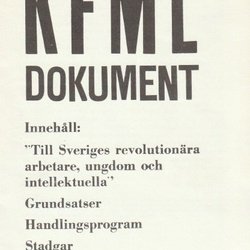 KFML
DOKUMENT
Innehåll:
"Till Sveriges revolutionära
arbetare, ungdom och
intellektuella"
Grundsatser
Handlingsprogram
Stadgar